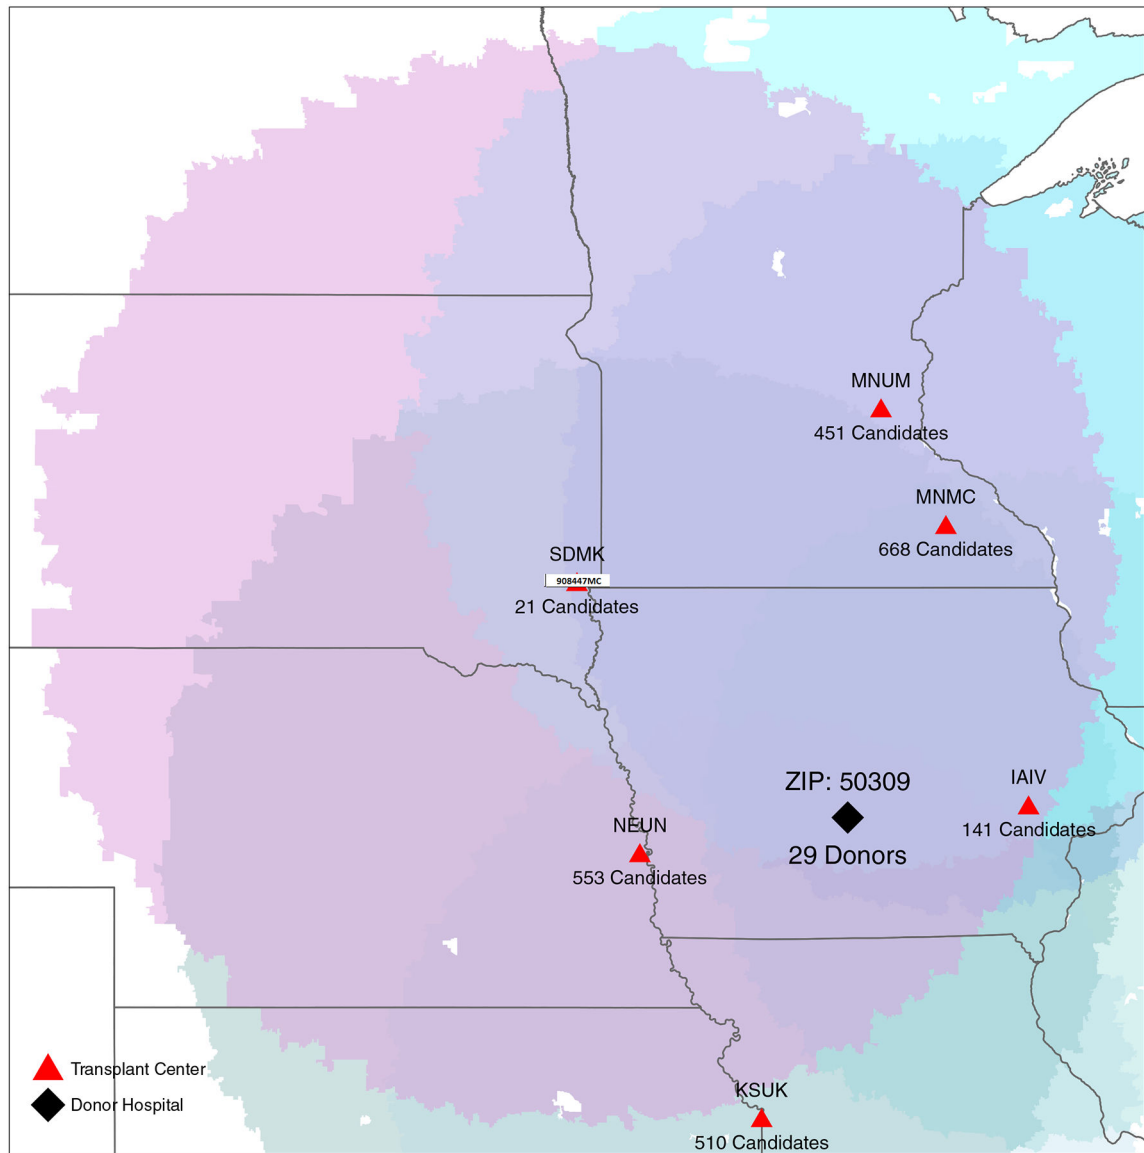 MNUM
451 Candidates
MNMC
668 Candidates
SDMK
908447MC
21 Candidates
ZIP: 50309
29 Donors
IAIV
141 Candidates
NEUN
553 Candidates
Transplant Center
Donor Hospital
KSUK
510 Candidates